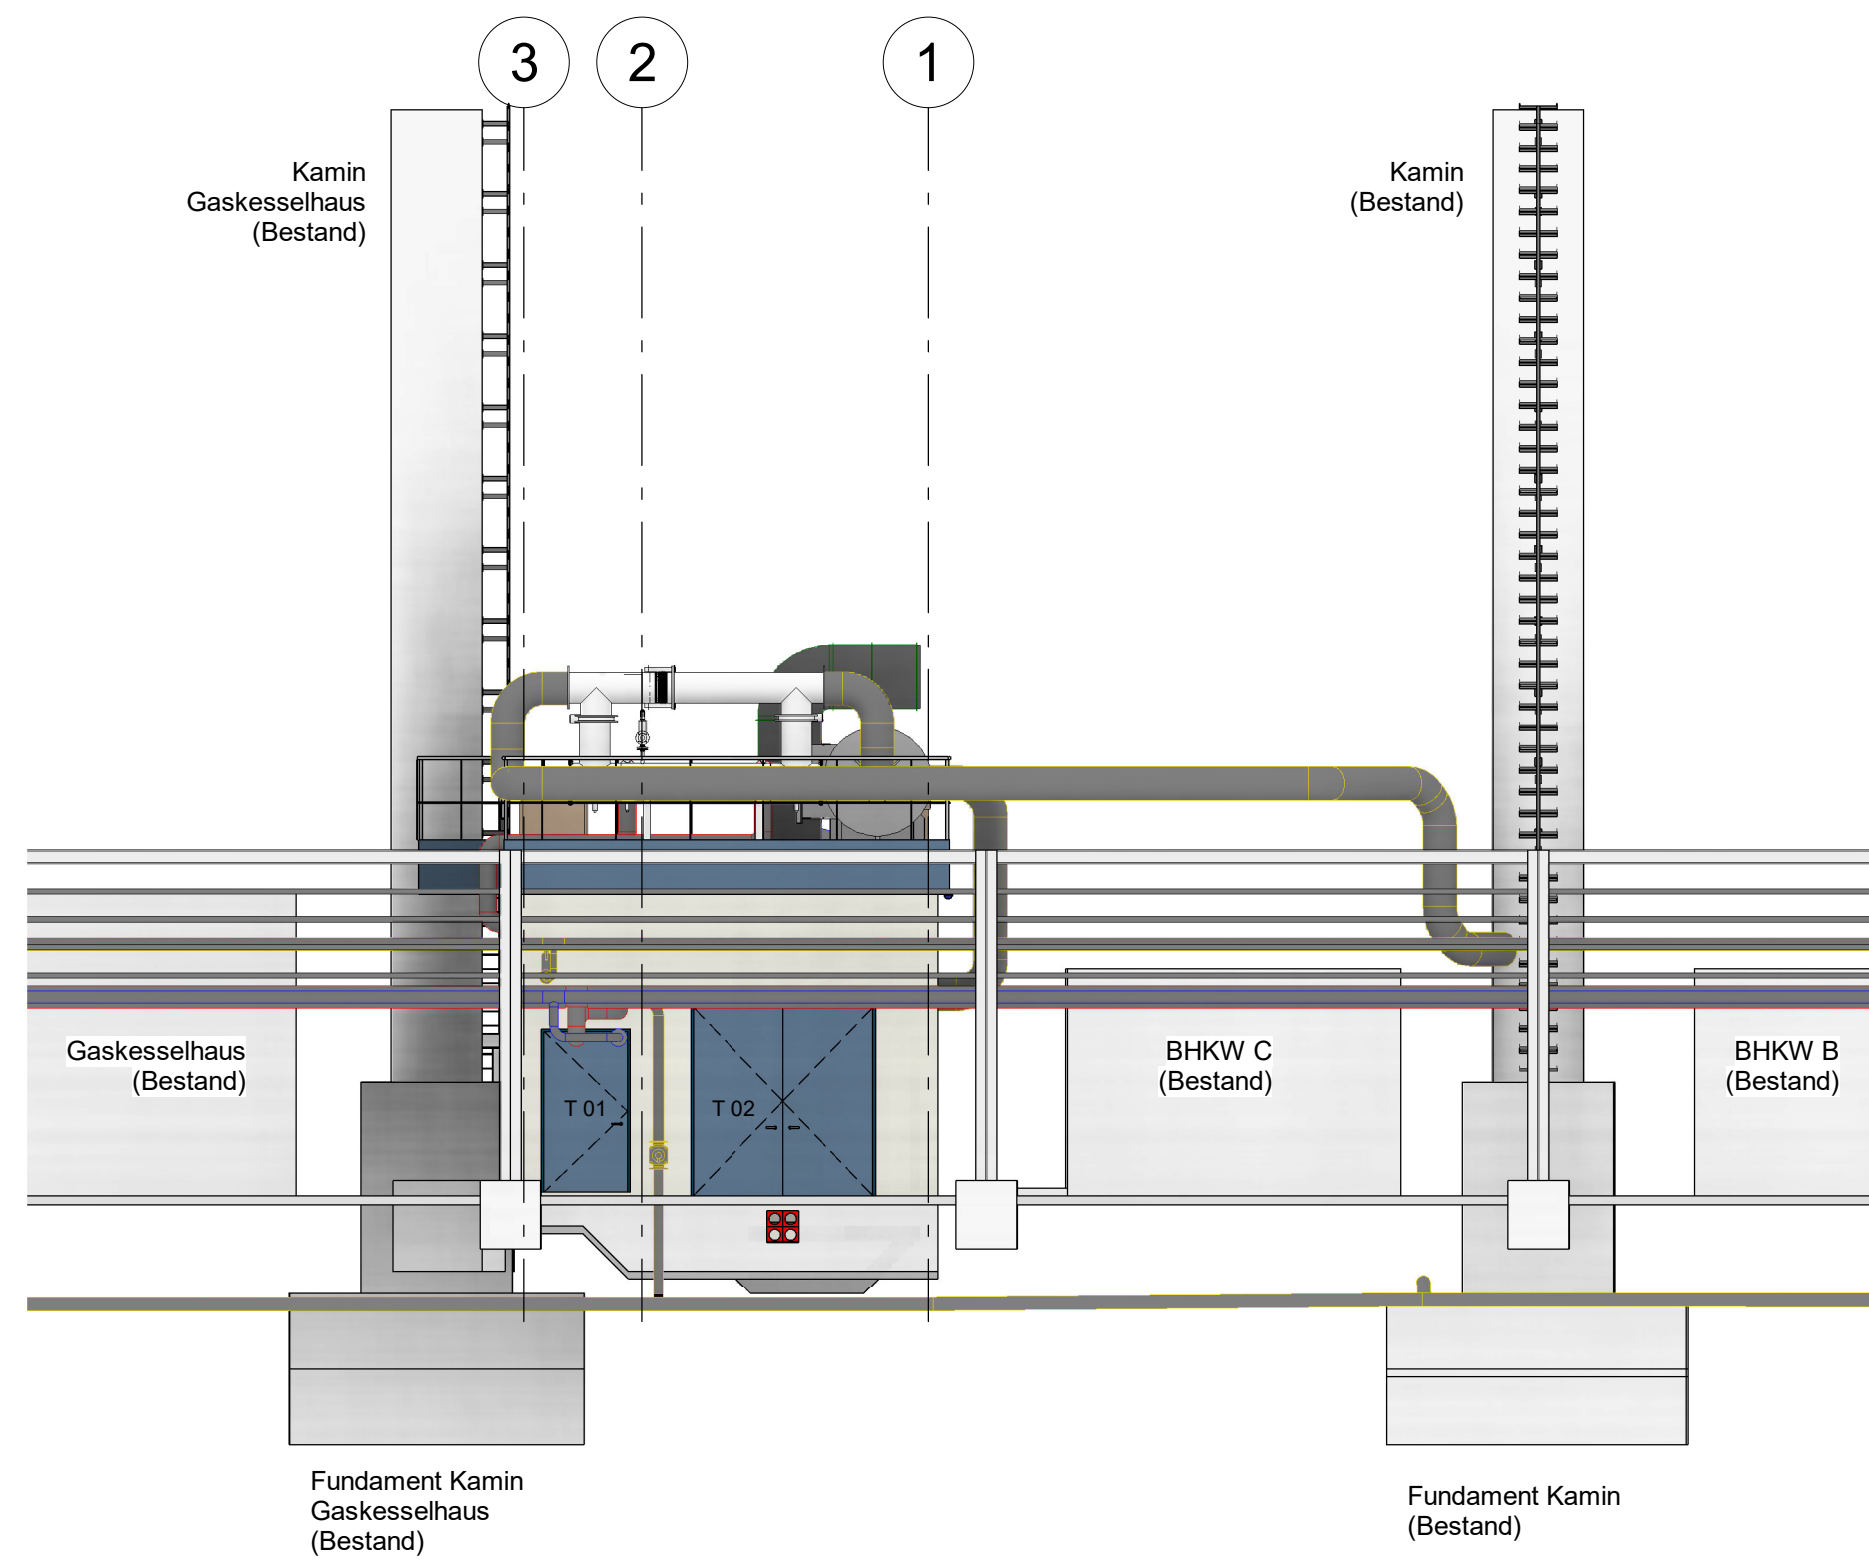 3
2
1
Kamin
Gaskesselhaus
(Bestand)
Kamin
(Bestand)
Gaskesselhaus
(Bestand)
T 01
T 02
BHKW C
(Bestand)
BHKW B
(Bestand)
Fundament Kamin
Gaskesselhaus
(Bestand)
Fundament Kamin
(Bestand)